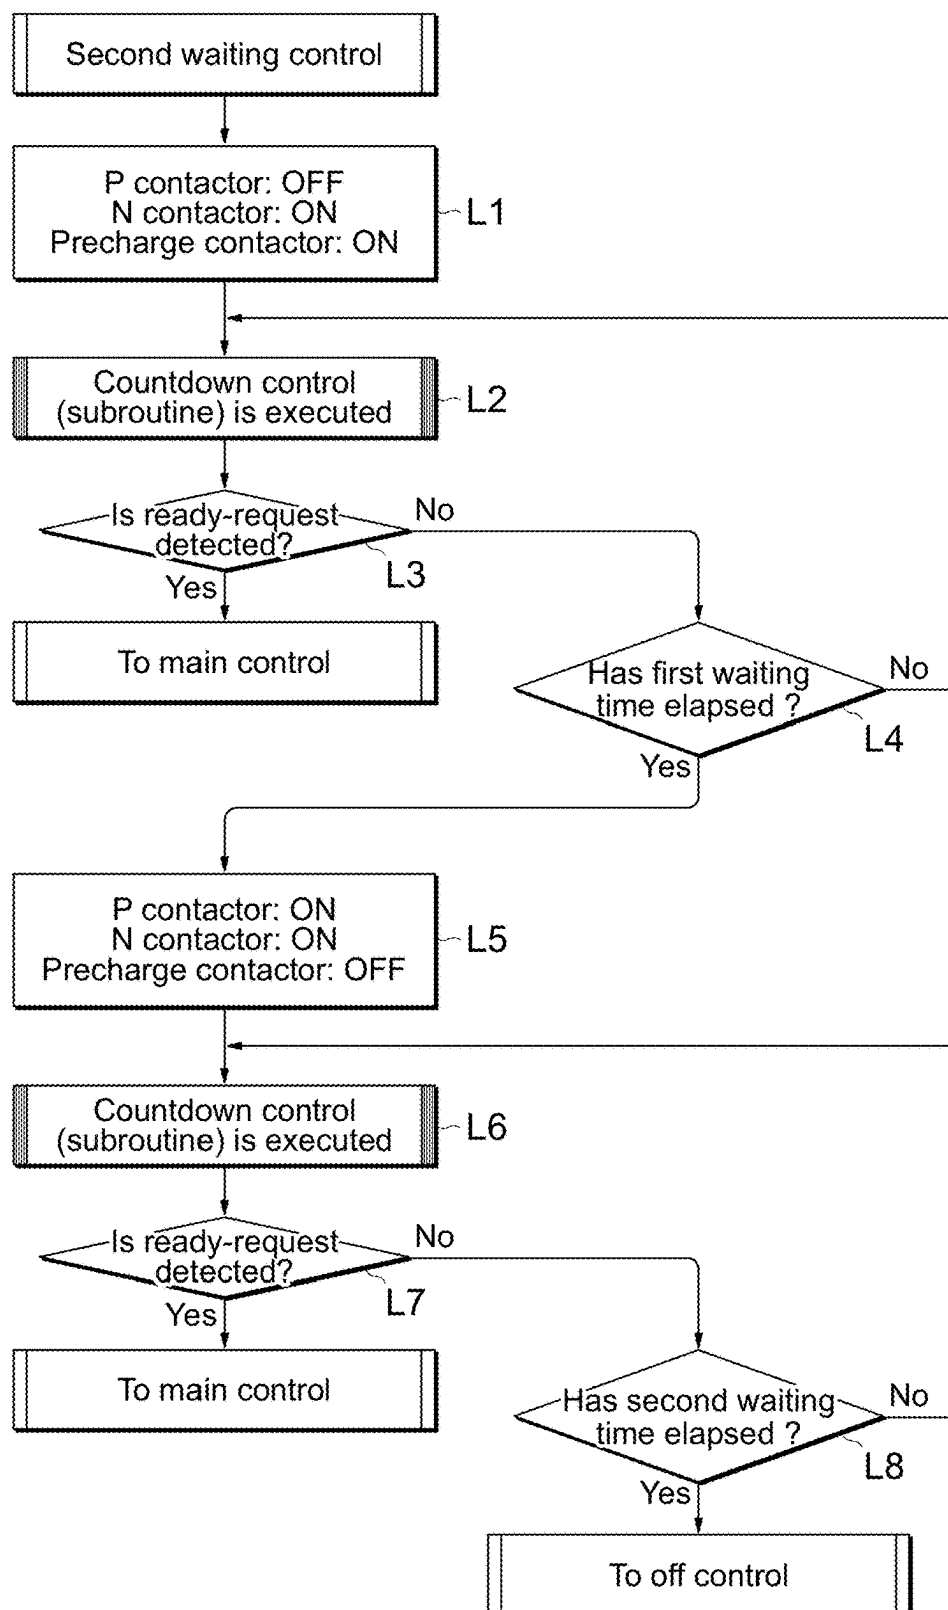 Second waiting control
P contactor: OFF
N contactor: ON
Precharge contactor: ON
L1
Countdown control
(subroutine) is executed
L2
Is ready-request
detected?
No
L3
Yes
To main control
Has first waiting
time elapsed ?
No
L4
Yes
P contactor: ON
N contactor: ON
Precharge contactor: OFF
L5
Countdown control
(subroutine) is executed
L6
Is ready-request
detected?
No
L7
Yes
To main control
Has second waiting
time elapsed ?
No
L8
Yes
To off control